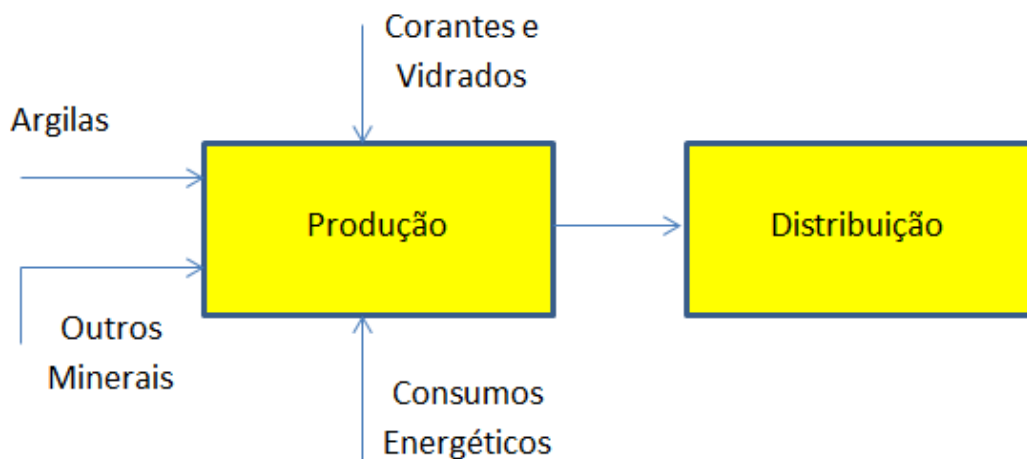 Corantes e
Vidrados
Argilas
Produção
Distribuição
Outros
Minerais
Consumos
Energéticos